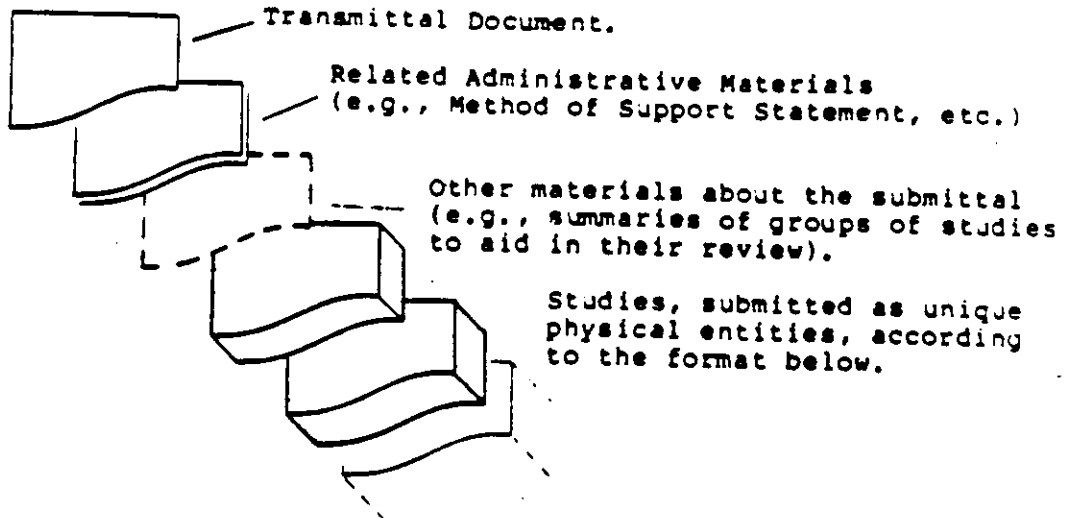 Transmittal Document.
Related Administrative Materials
(e.g., Method of Support Statement, etc.)
Other materials about the submittal
(e.g., summaries of groups of studies
to aid in their review).
Studies, submitted as unique
physical entities, according
to the format below.